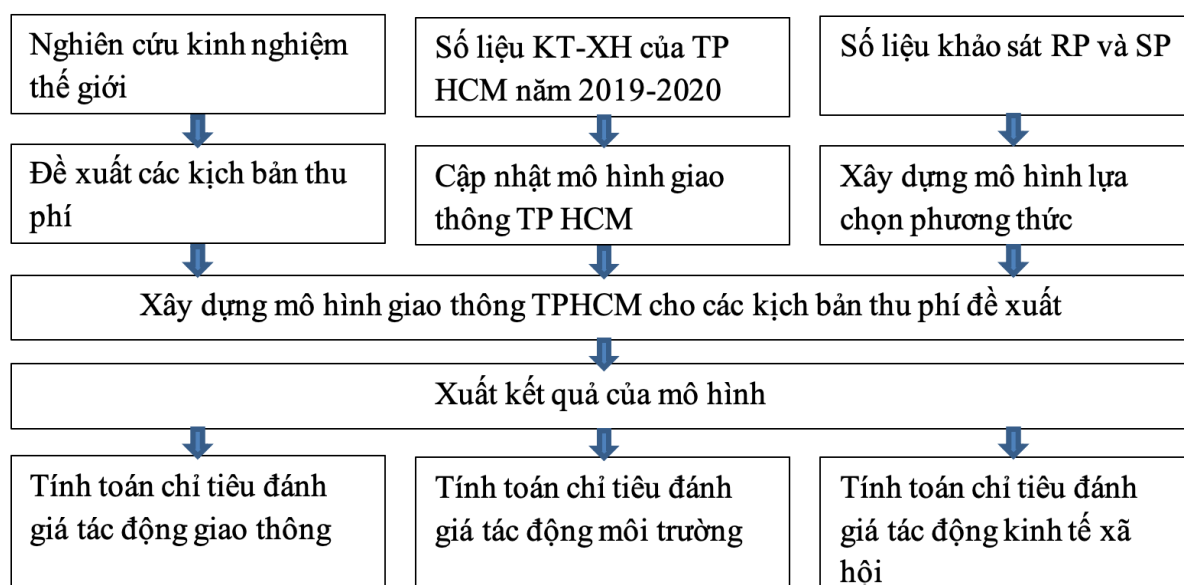 Nghiên cứu kinh nghiệm
thế giới
Số liệu KT-XH của TP
HCM năm 2019-2020
Số liệu khảo sát RP và SP
Đề xuất các kịch bản thu
phí
Cập nhật mô hình giao
thông TP HCM
Xây dựng mô hình lựa
chọn phương thức
Xây dựng mô hình giao thông TPHCM cho các kịch bản thu phí đề xuất
Xuất kết quả của mô hình
Tính toán chỉ tiêu đánh
giá tác động giao thông
Tính toán chỉ tiêu đánh
giá tác động môi trường
Tính toán chỉ tiêu đánh
giá tác động kinh tế xã
hội